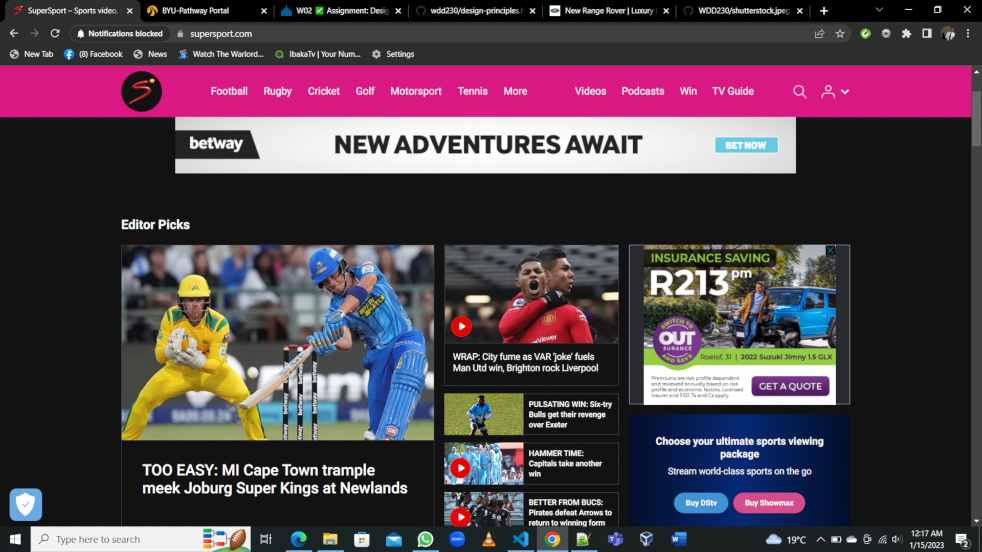 SuperSport – Sports video,
BYU-Pathway Portal
W02 ✅ Assignment: Desig
wdd230/design-principles.h
New Range Rover | Luxury
WDD230/shutterstock.jpeg
Notifications blocked
supersport.com
New Tab
(8) Facebook
News
Watch The Warlord...
IbakaTv | Your Num...
Settings
Football
Rugby
Cricket
Golf
Motorsport
Tennis
More
Videos
Podcasts
Win
TV Guide
betway
NEW ADVENTURES AWAIT
BET NOW
Editor Picks
TOO EASY: MI Cape Town trample
meek Joburg Super Kings at Newlands
WRAP: City fume as VAR 'joke' fuels
Man Utd win, Brighton rock Liverpool
PULSATING WIN: Six-try
Bulls get their revenge
over Exeter
HAMMER TIME:
Capitals take another
win
BETTER FROM BUCS:
Pirates defeat Arrows to
return to winning form
INSURANCE SAVING
R213 pm
SWITCH TO
OUT
SURANCE
AND SAVE
Roelof, 31 | 2022 Suzuki Jimny 1.5 GLX
Premiums are risk profile dependent
and reviewed annually based on risk
profile and economic factors. Licensed
insurer and FSP. Ts and Cs apply.
GET A QUOTE
Choose your ultimate sports viewing
package
Stream world-class sports on the go
Buy DStv
Buy Showmax
Type here to search
19°C
12:17 AM
1/15/2023
2